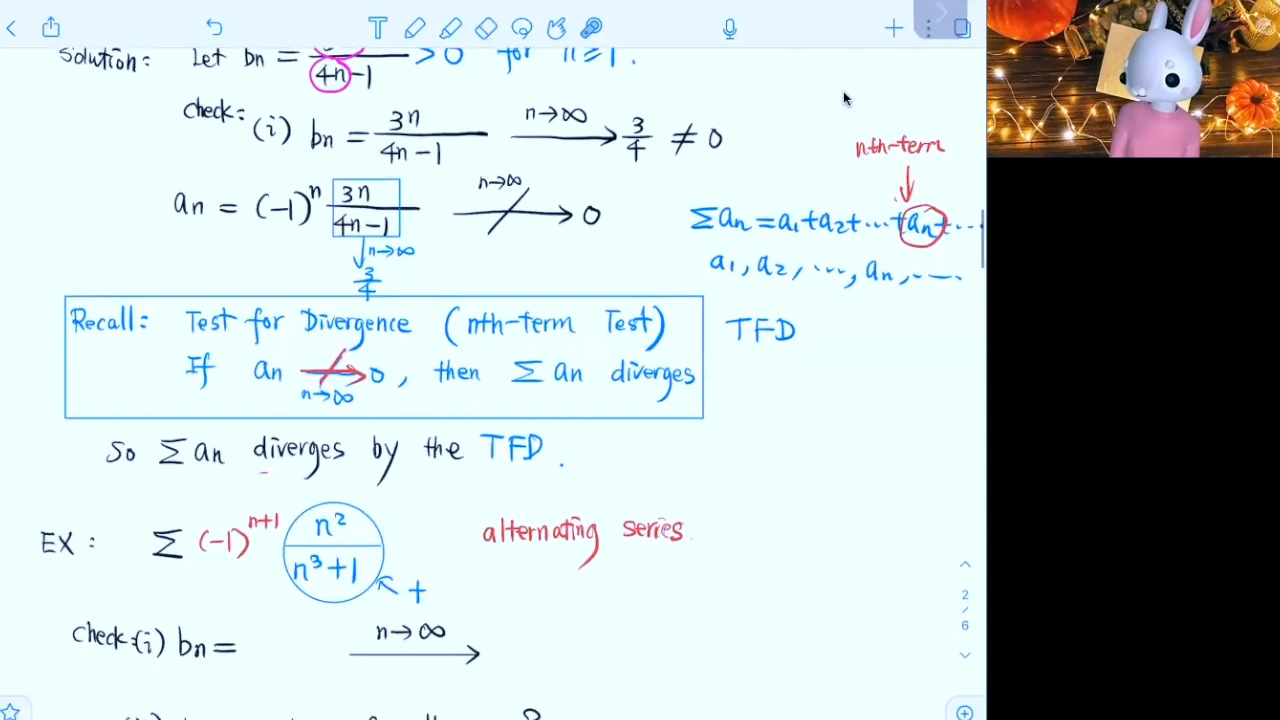 Solution: Let bn = 3n/(4n-1) > 0 for n ≥ 1.
check: (i) bn = 3n/(4n-1) n→∞ → 3/4 ≠ 0
nth-term
an = (-1)^n 3n/(4n-1) n→∞ ↛ 0
n→∞
3/4
Σan = a1+a2+...+an+...
a1, a2, ..., an, ....
Recall: Test for Divergence (nth-term Test) TFD
If an ↛ 0, then Σ an diverges
n→∞
So Σ an diverges by the TFD.
EX: Σ (-1)^(n+1) n²/(n³+1) alternating series
+
check: (i) bn = n→∞ →
2
/
6